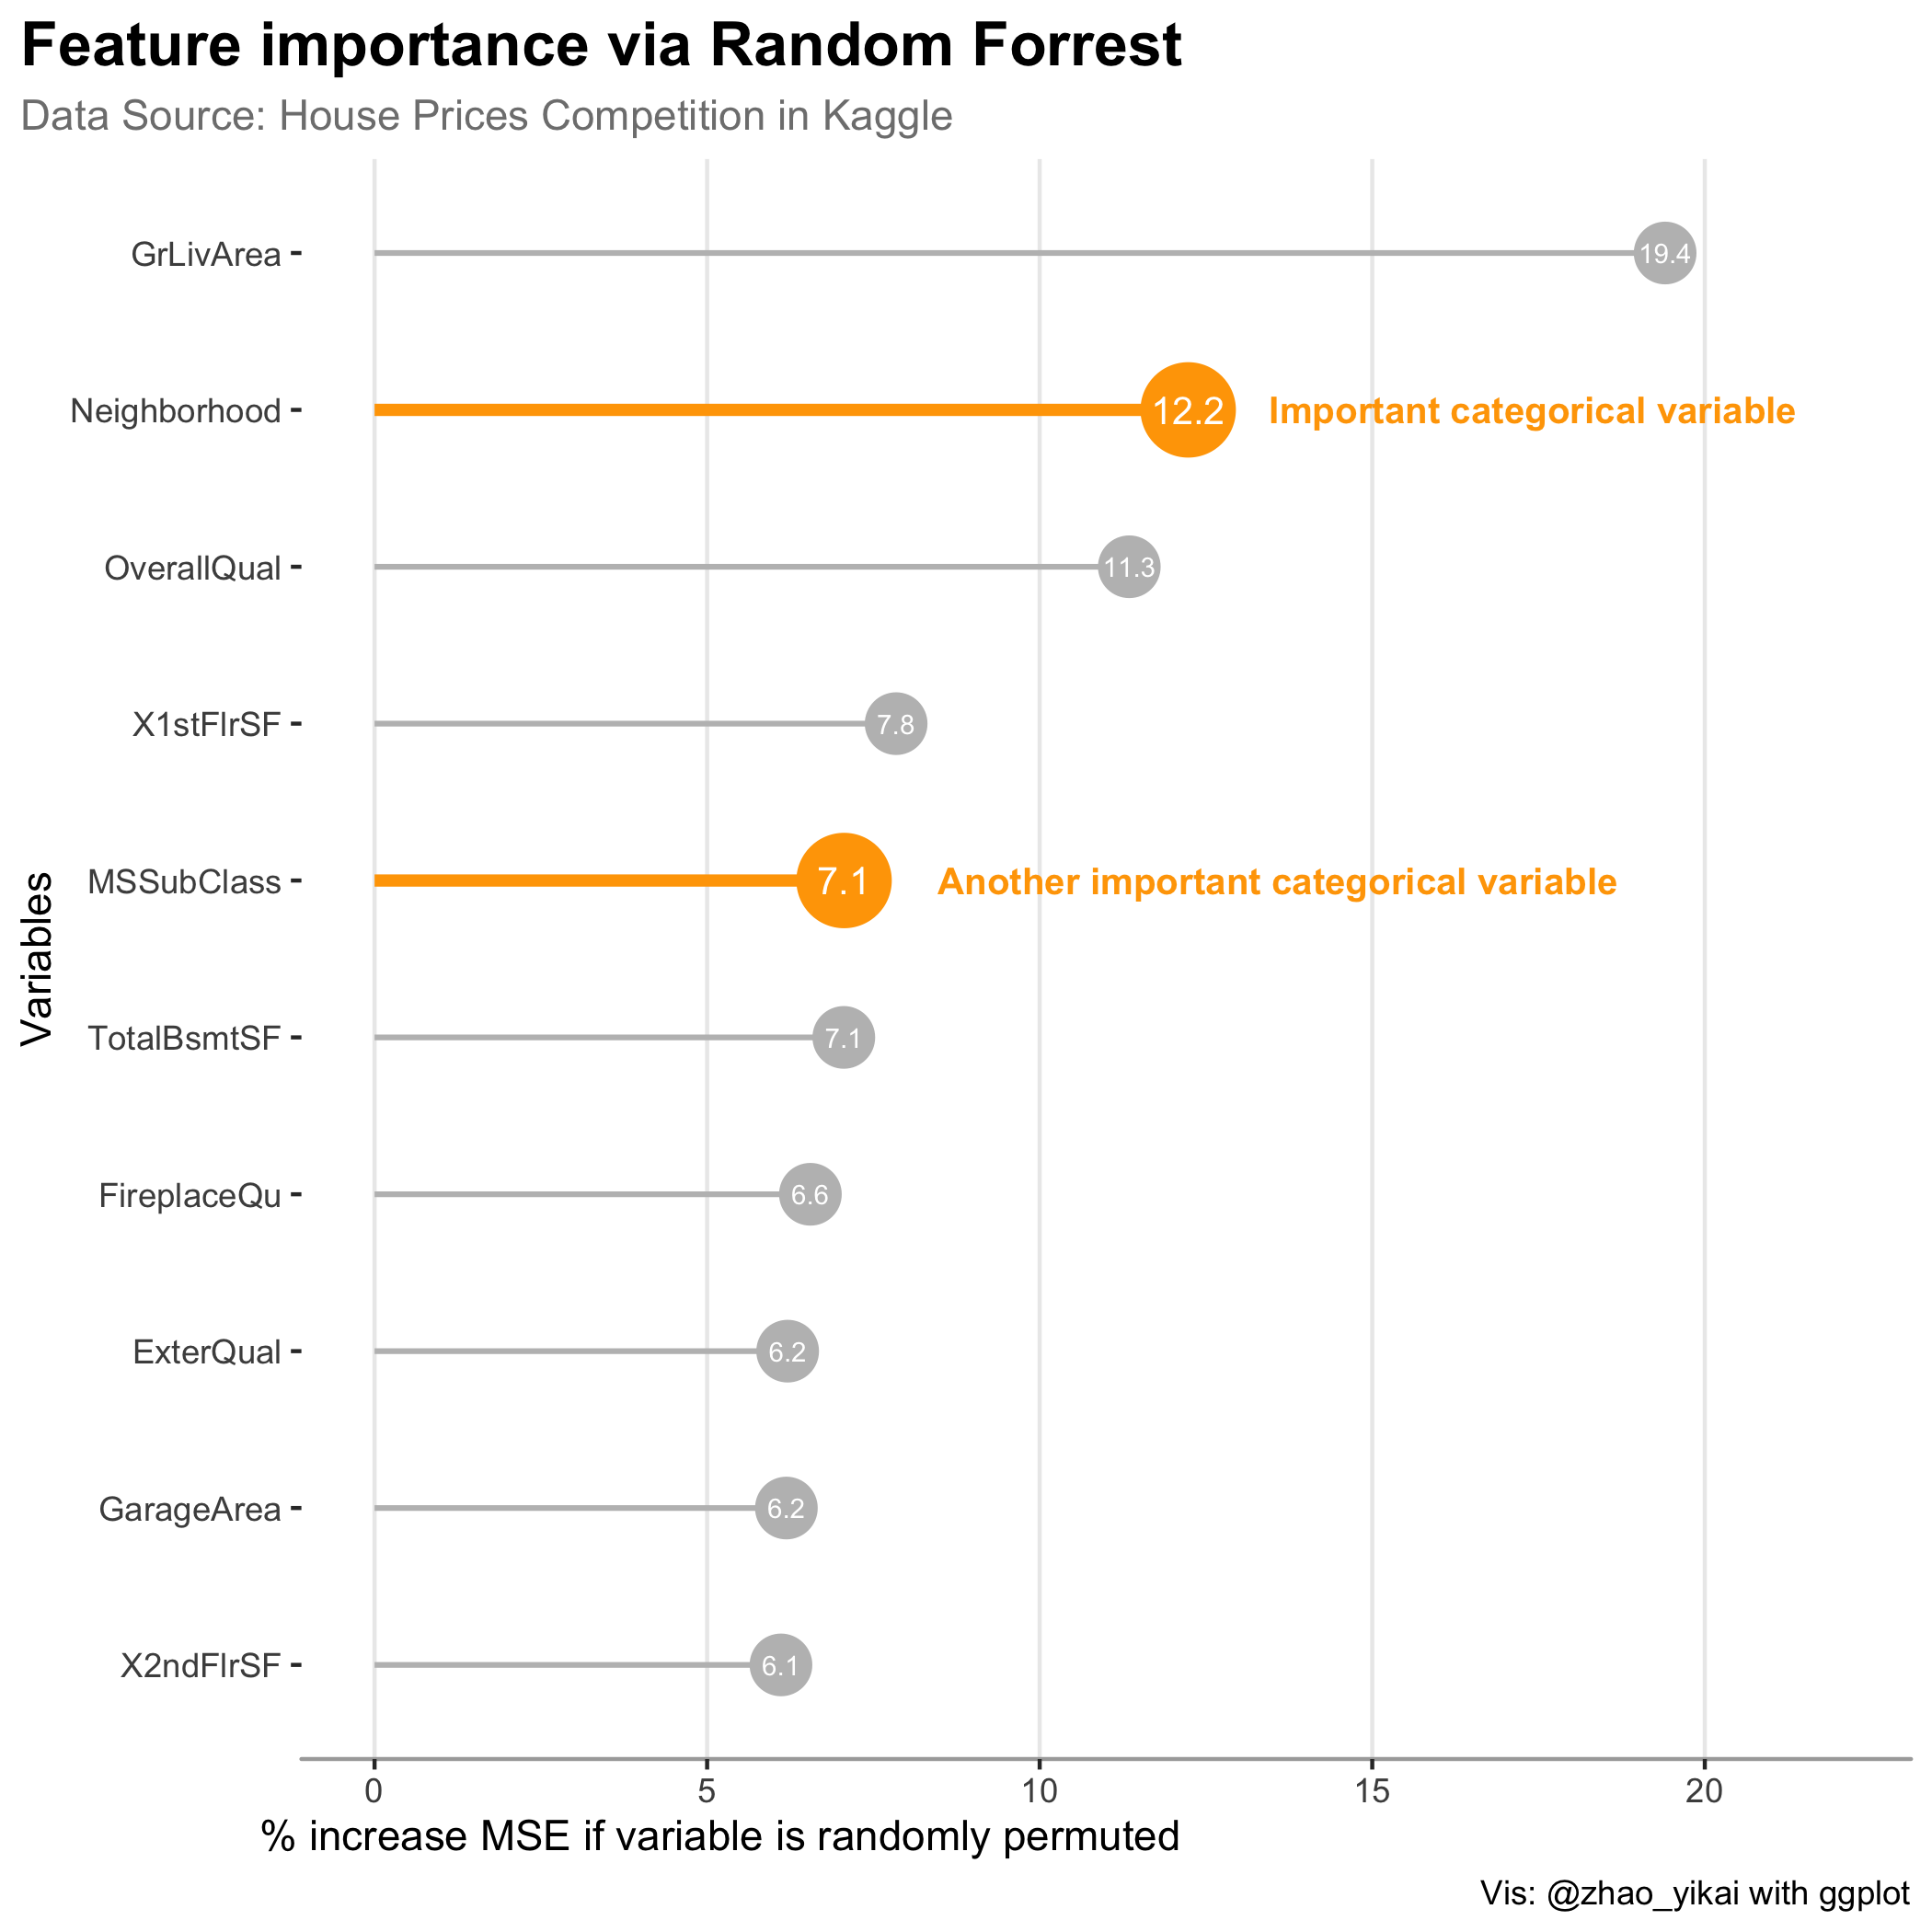 Feature importance via Random Forrest
Data Source: House Prices Competition in Kaggle
GrLivArea 19.4
Neighborhood 12.2 Important categorical variable
OverallQual 11.3
X1stFlrSF 7.8
MSSubClass 7.1 Another important categorical variable
Variables
TotalBsmtSF 7.1
FireplaceQu 6.6
ExterQual 6.2
GarageArea 6.2
X2ndFlrSF 6.1
0 5 10 15 20
% increase MSE if variable is randomly permuted
Vis: @zhao_yikai with ggplot